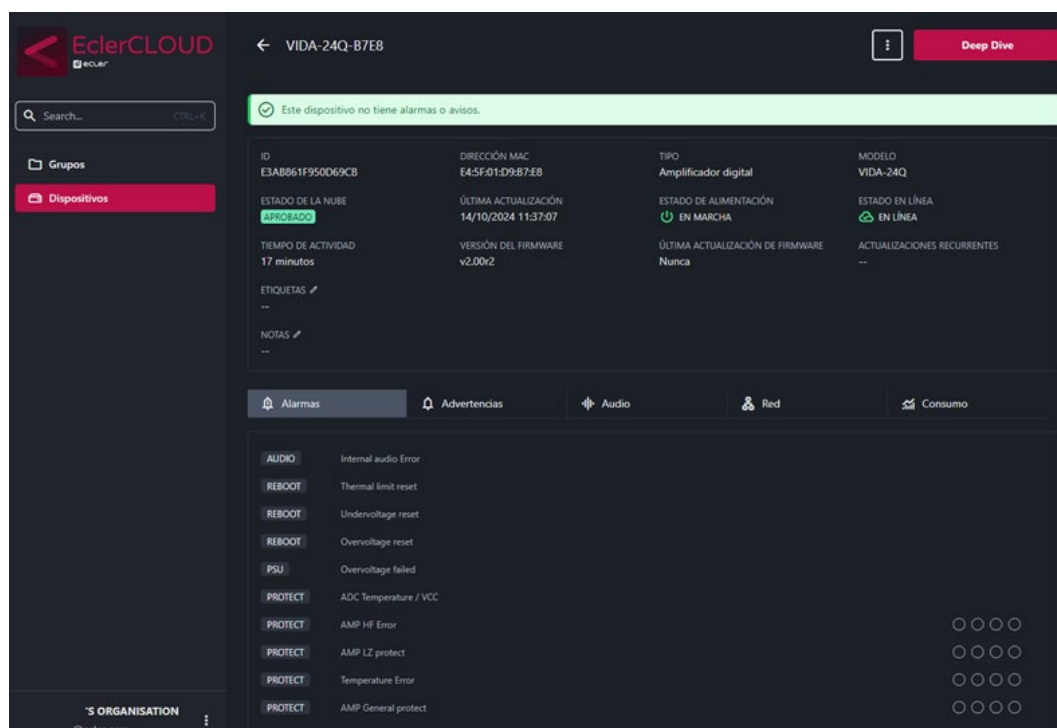 EclerCLOUD
ecler
← VIDA-24Q-B7E8
Deep Dive
Search... CTRL+K
Grupos
Dispositivos
Este dispositivo no tiene alarmas o avisos.
ID DIRECCIÓN MAC TIPO MODELO
E3AB861F950D69CB E4:5F:01:D9:B7:E8 Amplificador digital VIDA-24Q
ESTADO DE LA NUBE ÚLTIMA ACTUALIZACIÓN ESTADO DE ALIMENTACIÓN ESTADO EN LÍNEA
APROBADO 14/10/2024 11:37:07 EN MARCHA EN LÍNEA
TIEMPO DE ACTIVIDAD VERSIÓN DEL FIRMWARE ÚLTIMA ACTUALIZACIÓN DE FIRMWARE ACTUALIZACIONES RECURRENTES
17 minutos v2.00r2 Nunca --
ETIQUETAS
--
NOTAS
--
Alarmas Advertencias Audio Red Consumo
AUDIO Internal audio Error
REBOOT Thermal limit reset
REBOOT Undervoltage reset
REBOOT Overvoltage reset
PSU Overvoltage failed
PROTECT ADC Temperature / VCC
PROTECT AMP HF Error
PROTECT AMP LZ protect
PROTECT Temperature Error
PROTECT AMP General protect
'S ORGANISATION